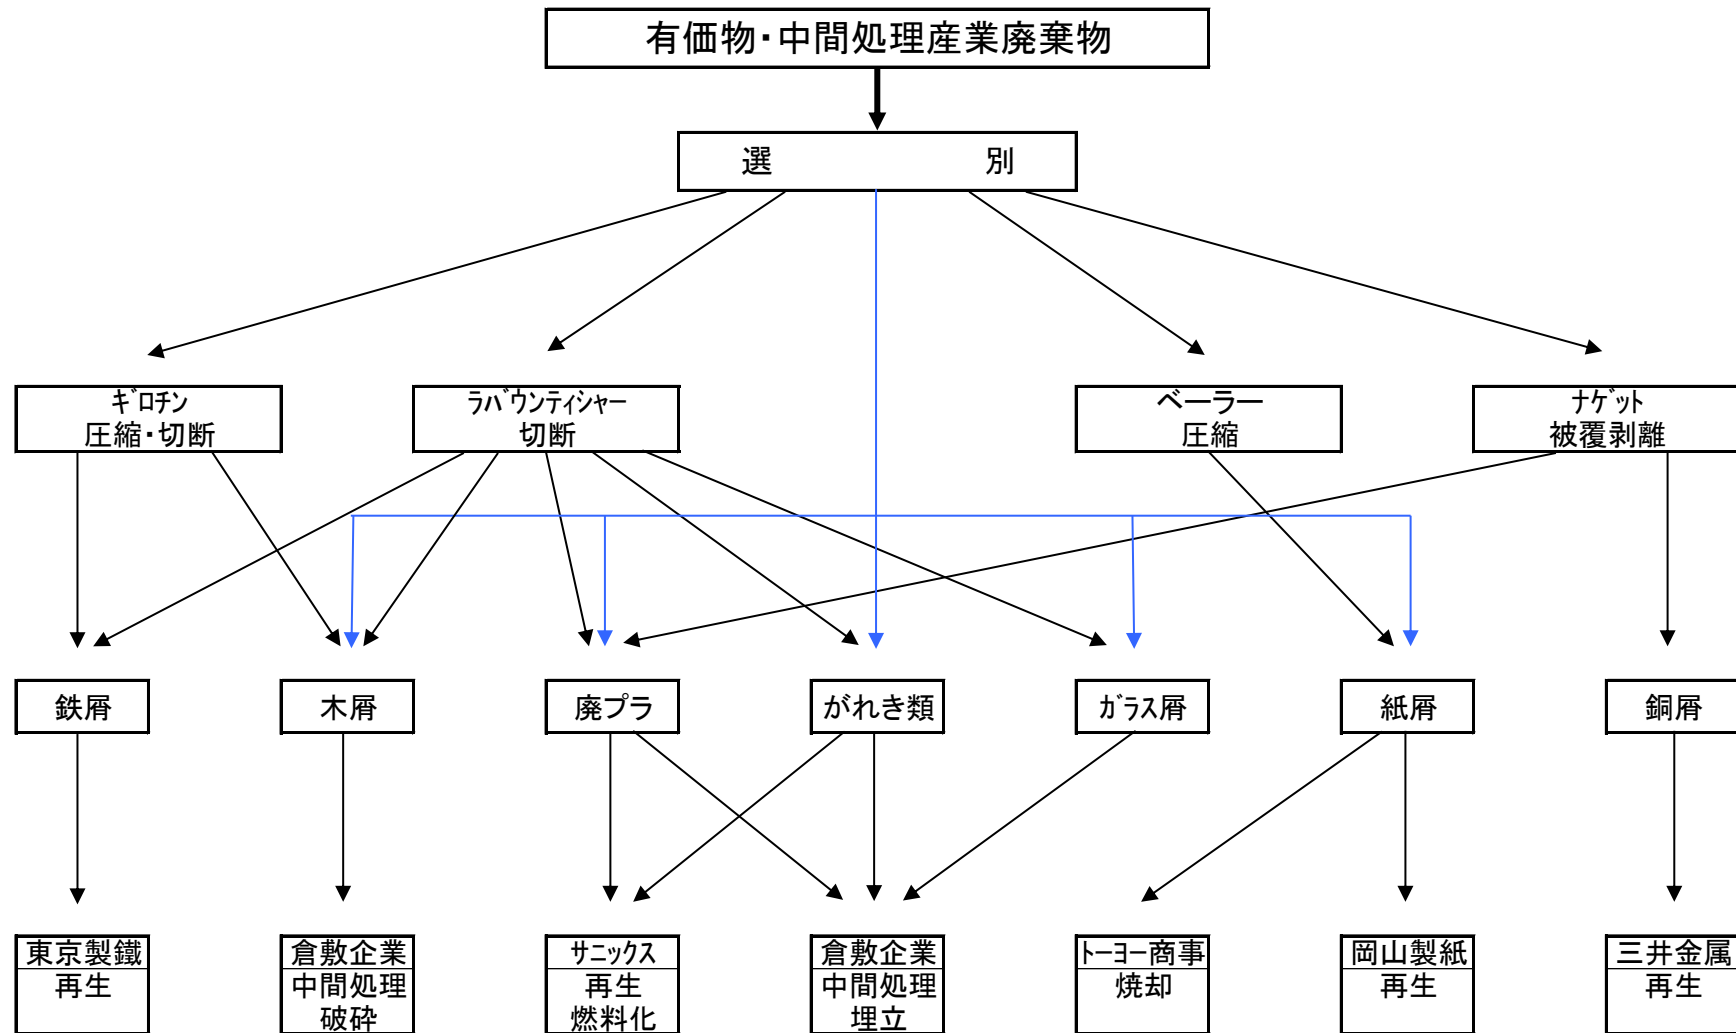 有価物・中間処理産業廃棄物
選　別
ｷﾞﾛﾁﾝ
圧縮・切断
ﾗﾊﾞｳﾝﾃｨｼｬｰ
切断
ベーラー
圧縮
ﾅｹﾞｯﾄ
被覆剥離
鉄屑
木屑
廃プラ
がれき類
ｶﾞﾗｽ屑
紙屑
銅屑
東京製鐵
再生
倉敷企業
中間処理
破砕
ｻﾆｯｸｽ
再生
燃料化
倉敷企業
中間処理
埋立
ﾄｰﾖｰ商事
焼却
岡山製紙
再生
三井金属
再生